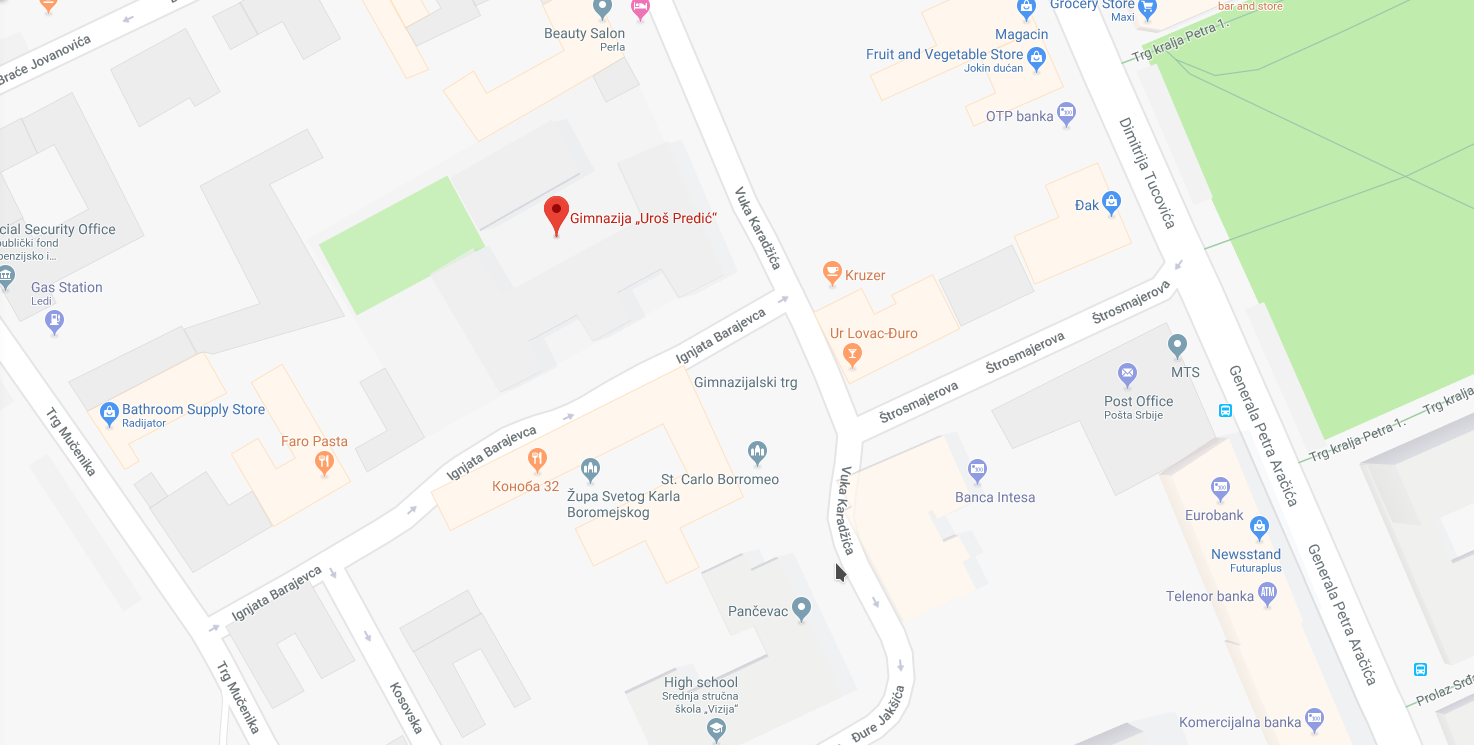 Grocery Store
Maxi
bar and store
Beauty Salon
Perla
Magacin
Fruit and Vegetable Store
Jokin dućan
Trg kralja Petra 1.
Braće Jovanovića
OTP banka
Dimitrija Tucovića
Vuka Karadžića
Đak
Gimnazija „Uroš Predić“
cial Security Office
publički fond
penzijsko i...
Gas Station
Ledi
Kruzer
Štrosmajerova
Ignjata Barajevca
Ur Lovac-Đuro
Štrosmajerova
Štrosmajerova
MTS
Gimnazijalski trg
Post Office
Pošta Srbije
Generala Petra Aračića
Trg kralja
Trg kralja Petra 1.
Bathroom Supply Store
Radijator
Trg Mučenika
Faro Pasta
Ignjata Barajevca
Коноба 32
Župa Svetog Karla
Boromejskog
St. Carlo Borromeo
Vuka Karadžića
Banca Intesa
Eurobank
Newsstand
Futuraplus
Telenor banka
ATM
Generala Petra Aračića
Ignjata Barajevca
Pančevac
High school
Srednja stručna
škola „Vizija“
Trg Mučenika
Kosovska
Đure Jakšića
Komercijalna banka
Prolaz-Srđ